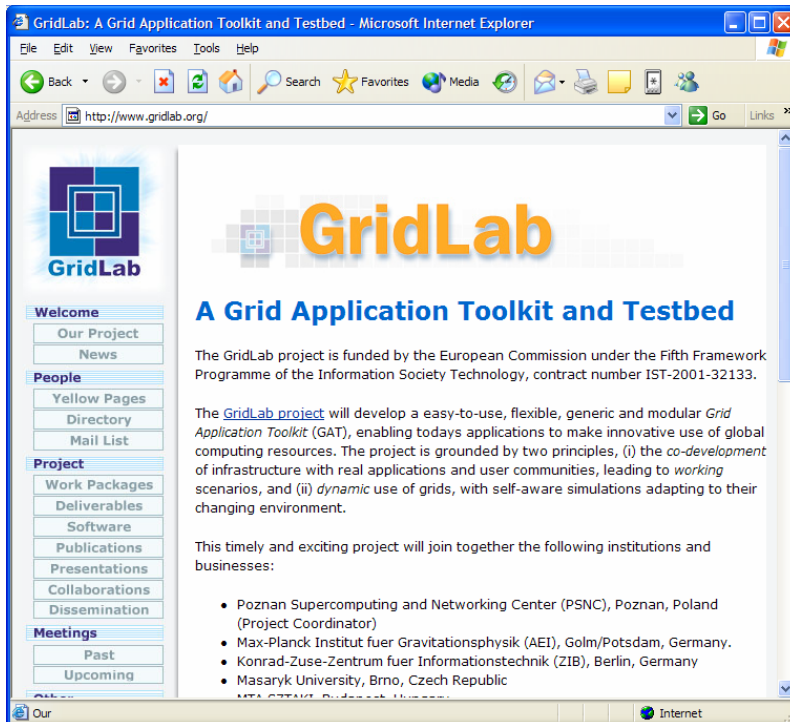 GridLab: A Grid Application Toolkit and Testbed - Microsoft Internet Explorer
File Edit View Favorites Tools Help
Back Search Favorites Media
Address http://www.gridlab.org/ Go Links »
GridLab
Welcome
Our Project
News
People
Yellow Pages
Directory
Mail List
Project
Work Packages
Deliverables
Software
Publications
Presentations
Collaborations
Dissemination
Meetings
Past
Upcoming
Other
GridLab
A Grid Application Toolkit and Testbed
The GridLab project is funded by the European Commission under the Fifth Framework
Programme of the Information Society Technology, contract number IST-2001-32133.
The GridLab project will develop a easy-to-use, flexible, generic and modular Grid
Application Toolkit (GAT), enabling todays applications to make innovative use of global
computing resources. The project is grounded by two principles, (i) the co-development
of infrastructure with real applications and user communities, leading to working
scenarios, and (ii) dynamic use of grids, with self-aware simulations adapting to their
changing environment.
This timely and exciting project will join together the following institutions and
businesses:
• Poznan Supercomputing and Networking Center (PSNC), Poznan, Poland
(Project Coordinator)
• Max-Planck Institut fuer Gravitationsphysik (AEI), Golm/Potsdam, Germany.
• Konrad-Zuse-Zentrum fuer Informationstechnik (ZIB), Berlin, Germany
• Masaryk University, Brno, Czech Republic
• MTA SZTAKI, Budapest, Hungary
Our Internet